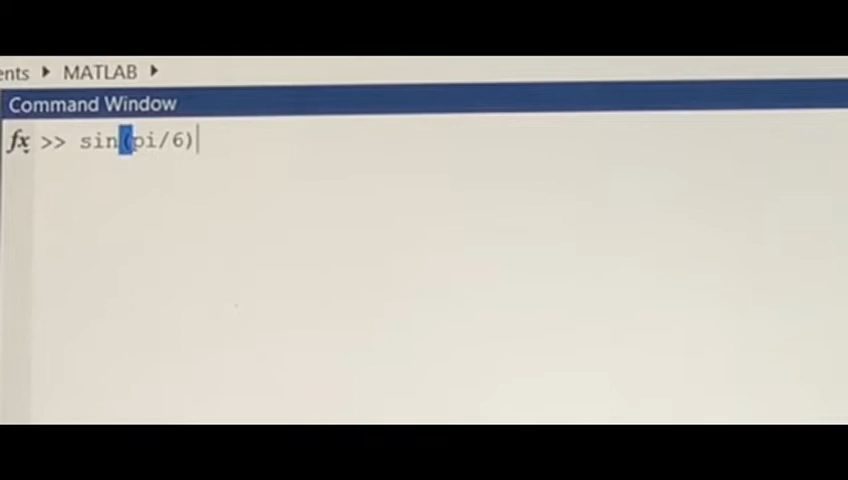 ents ▸ MATLAB ▸
Command Window
fx >> sin(pi/6)